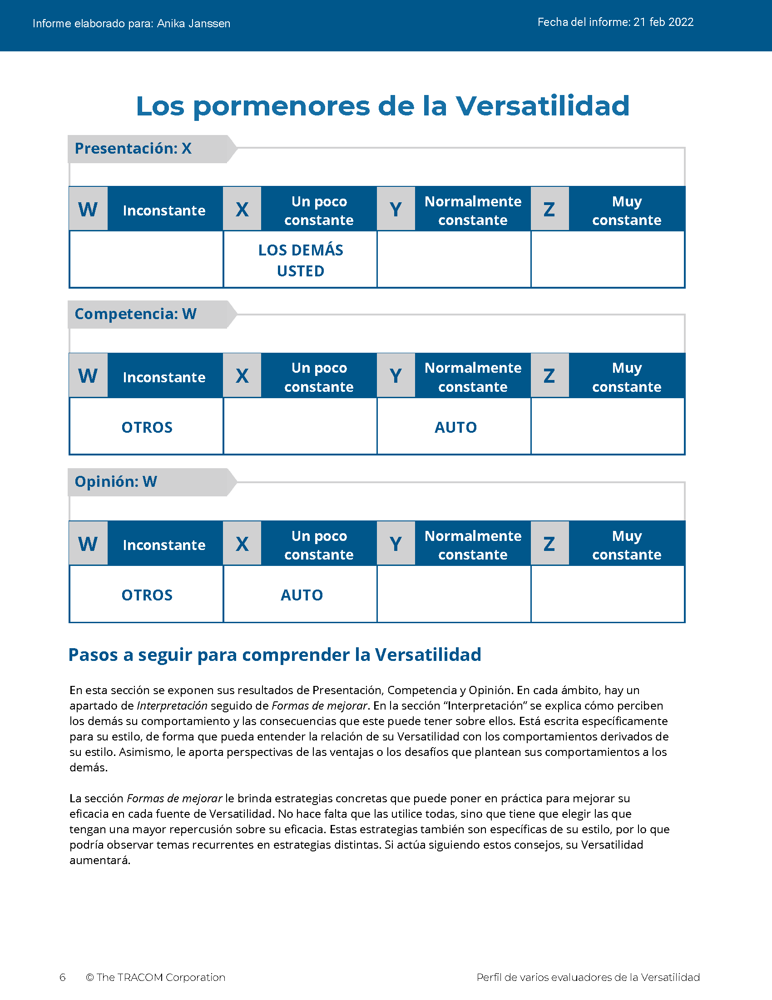 Informe elaborado para: Anika Janssen
Fecha del informe: 21 feb 2022
Los pormenores de la Versatilidad
Presentación: X
W Inconstante X Un poco constante Y Normalmente constante Z Muy constante
LOS DEMÁS
USTED
Competencia: W
W Inconstante X Un poco constante Y Normalmente constante Z Muy constante
OTROS AUTO
Opinión: W
W Inconstante X Un poco constante Y Normalmente constante Z Muy constante
OTROS AUTO
Pasos a seguir para comprender la Versatilidad
En esta sección se exponen sus resultados de Presentación, Competencia y Opinión. En cada ámbito, hay un
apartado de Interpretación seguido de Formas de mejorar. En la sección “Interpretación” se explica cómo perciben
los demás su comportamiento y las consecuencias que este puede tener sobre ellos. Está escrita específicamente
para su estilo, de forma que pueda entender la relación de su Versatilidad con los comportamientos derivados de
su estilo. Asimismo, le aporta perspectivas de las ventajas o los desafíos que plantean sus comportamientos a los
demás.
La sección Formas de mejorar le brinda estrategias concretas que puede poner en práctica para mejorar su
eficacia en cada fuente de Versatilidad. No hace falta que las utilice todas, sino que tiene que elegir las que
tengan una mayor repercusión sobre su eficacia. Estas estrategias también son específicas de su estilo, por lo que
podría observar temas recurrentes en estrategias distintas. Si actúa siguiendo estos consejos, su Versatilidad
aumentará.
6 © The TRACOM Corporation
Perfil de varios evaluadores de la Versatilidad